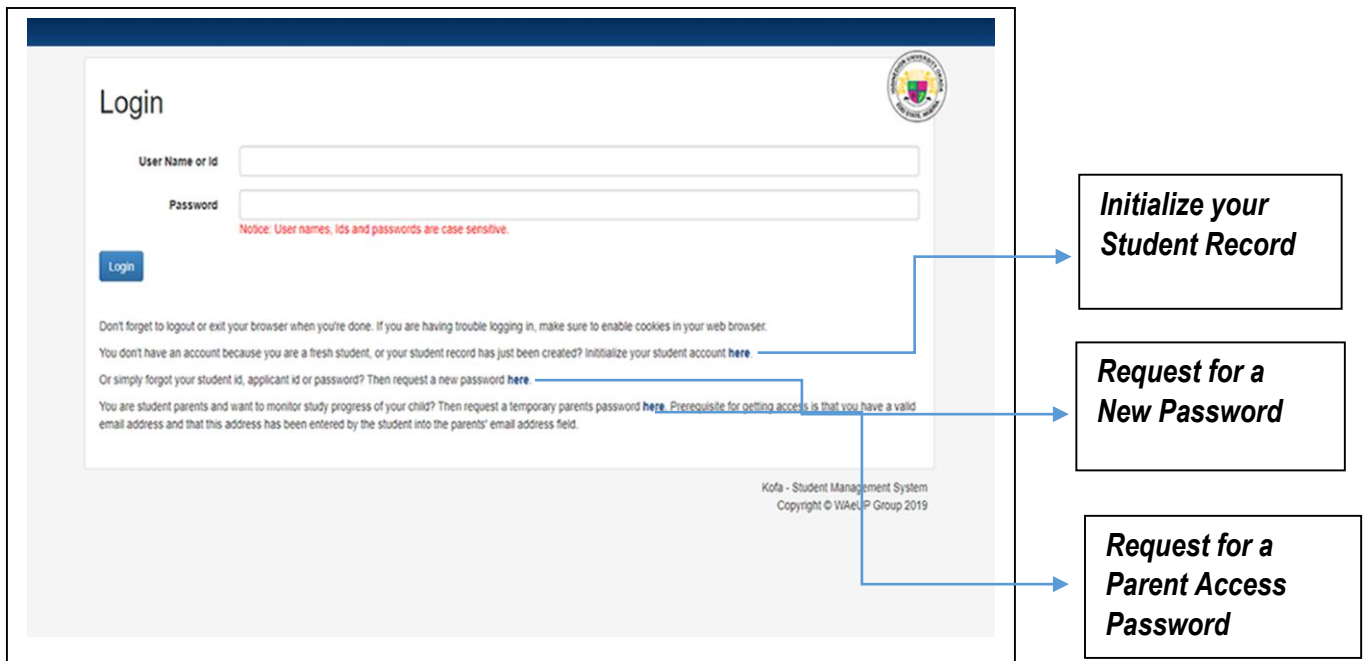 Login
IGBINEDION UNIVERSITY OKADA
EDO STATE, NIGERIA
User Name or Id
Password
Notice: User names, Ids and passwords are case sensitive.
Login
Don't forget to logout or exit your browser when you're done. If you are having trouble logging in, make sure to enable cookies in your web browser.
You don't have an account because you are a fresh student, or your student record has just been created? Inititialize your student account here.
Or simply forgot your student id, applicant id or password? Then request a new password here.
You are student parents and want to monitor study progress of your child? Then request a temporary parents password here. Prerequisite for getting access is that you have a valid
email address and that this address has been entered by the student into the parents' email address field.
Kofa - Student Management System
Copyright © WAeUP Group 2019
Initialize your
Student Record
Request for a
New Password
Request for a
Parent Access
Password